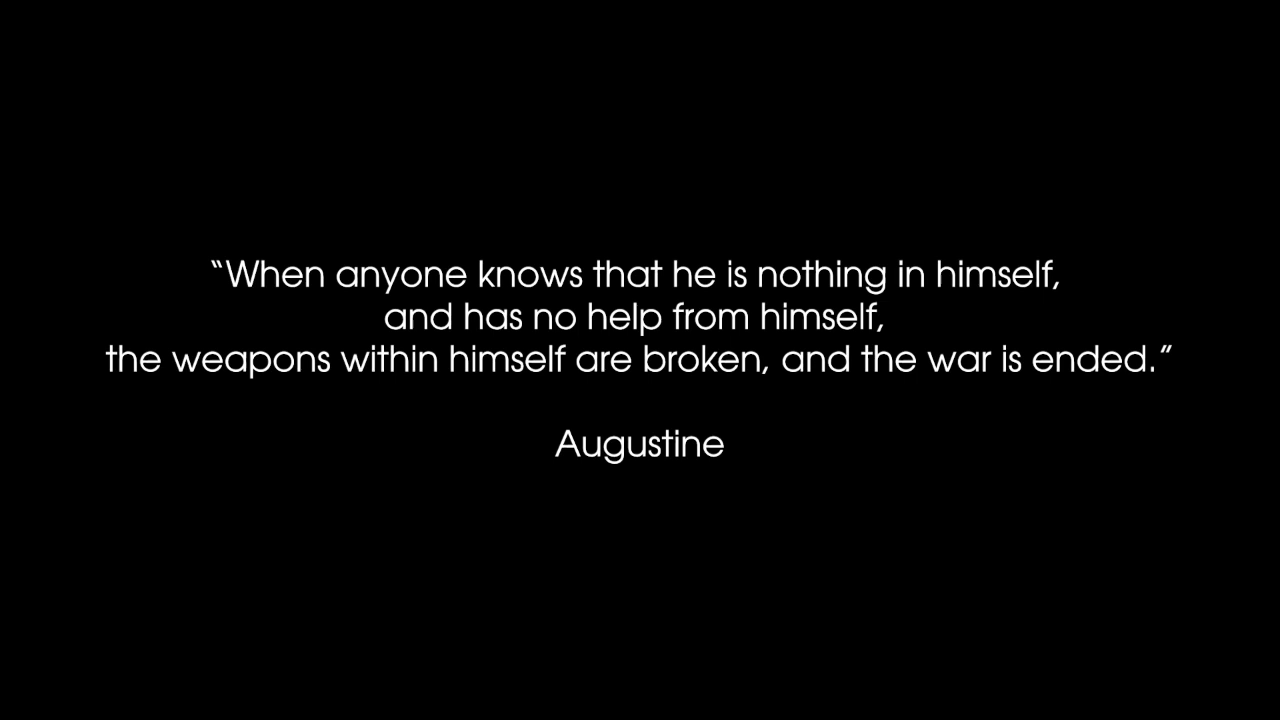 “When anyone knows that he is nothing in himself,
and has no help from himself,
the weapons within himself are broken, and the war is ended.”
Augustine